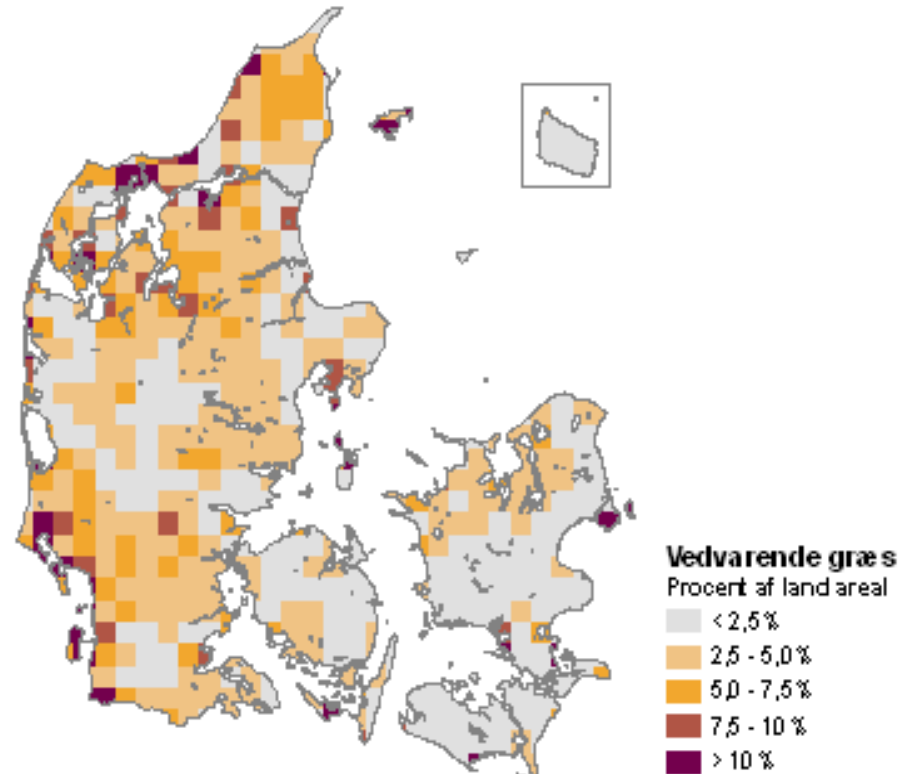 Vedvarende græs
Procent af land areal
< 2,5 %
2,5 - 5,0 %
5,0 - 7,5 %
7,5 - 10 %
> 10 %